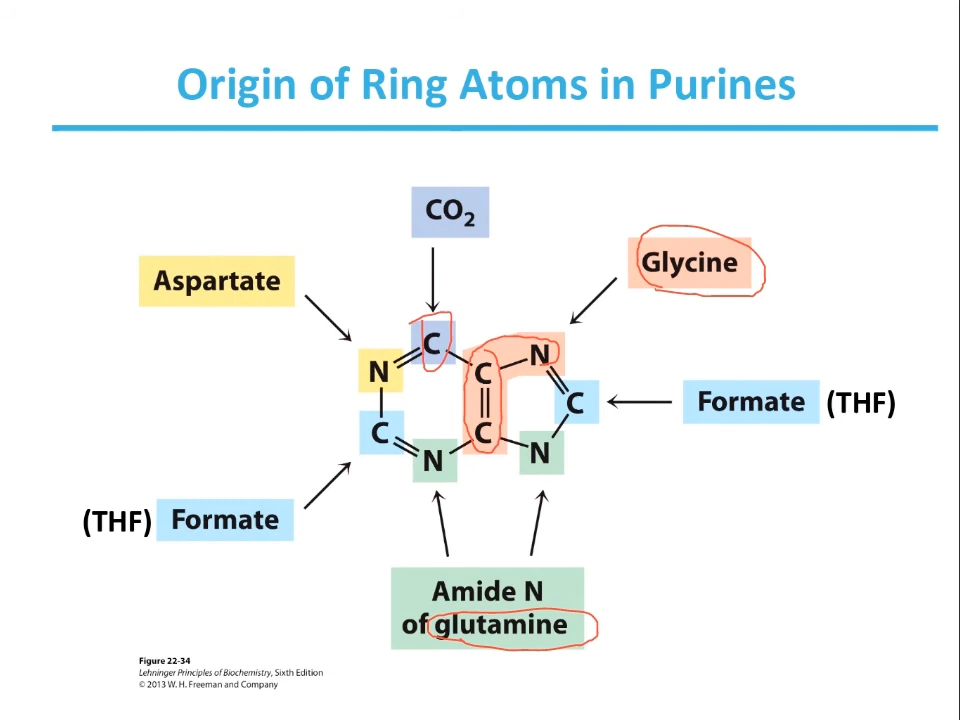 Origin of Ring Atoms in Purines
CO₂
Glycine
Aspartate
C
N
N
C
C
Formate (THF)
C
C
N
N
(THF) Formate
Amide N
of glutamine
Figure 22-34
Lehninger Principles of Biochemistry, Sixth Edition
© 2013 W. H. Freeman and Company